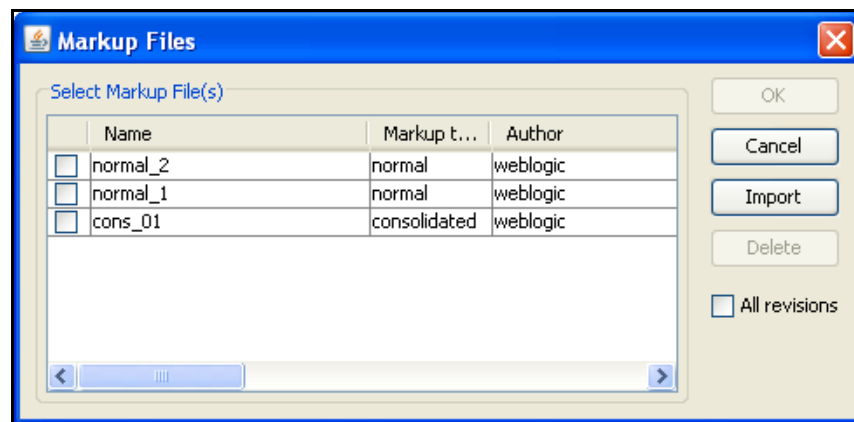 Markup Files
Select Markup File(s)
Name Markup t... Author
normal_2 normal weblogic
normal_1 normal weblogic
cons_01 consolidated weblogic
OK
Cancel
Import
Delete
All revisions